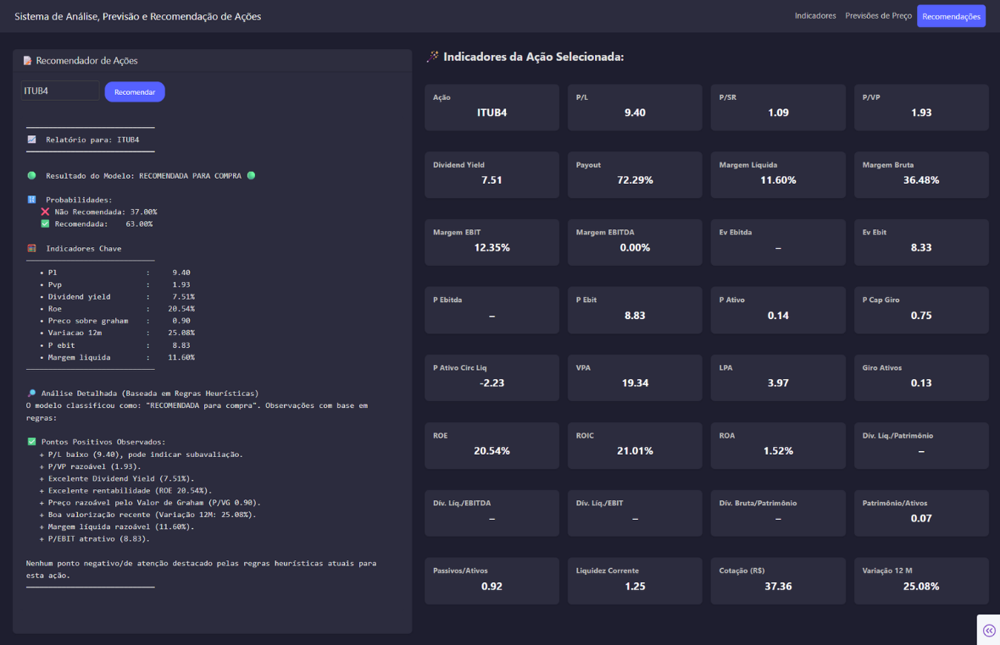 Sistema de Análise, Previsão e Recomendação de Ações
Indicadores Previsões de Preço Recomendações
Recomendador de Ações
ITUB4 Recomendar
Relatório para: ITUB4
Resultado do Modelo: RECOMENDADA PARA COMPRA
Probabilidades:
Não Recomendada: 37.00%
Recomendada: 63.00%
Indicadores Chave
• Pl : 9.40
• Pvp : 1.93
• Dividend yield : 7.51%
• Roe : 20.54%
• Preco sobre graham : 0.90
• Variacao 12m : 25.08%
• P ebit : 8.83
• Margem liquida : 11.60%
Análise Detalhada (Baseada em Regras Heurísticas)
O modelo classificou como: "RECOMENDADA para compra". Observações com base em
regras:
Pontos Positivos Observados:
+ P/L baixo (9.40), pode indicar subavaliação.
+ P/VP razoável (1.93).
+ Excelente Dividend Yield (7.51%).
+ Excelente rentabilidade (ROE 20.54%).
+ Preço razoável pelo Valor de Graham (P/VG 0.90).
+ Boa valorização recente (Variação 12M: 25.08%).
+ Margem líquida razoável (11.60%).
+ P/EBIT atrativo (8.83).
Nenhum ponto negativo/de atenção destacado pelas regras heurísticas atuais para
esta ação.
Indicadores da Ação Selecionada:
Ação P/L P/SR P/VP
ITUB4 9.40 1.09 1.93
Dividend Yield Payout Margem Líquida Margem Bruta
7.51 72.29% 11.60% 36.48%
Margem EBIT Margem EBITDA Ev Ebitda Ev Ebit
12.35% 0.00% – 8.33
P Ebitda P Ebit P Ativo P Cap Giro
– 8.83 0.14 0.75
P Ativo Circ Liq VPA LPA Giro Ativos
-2.23 19.34 3.97 0.13
ROE ROIC ROA Dív. Líq./Patrimônio
20.54% 21.01% 1.52% –
Dív. Líq./EBITDA Dív. Líq./EBIT Dív. Bruta/Patrimônio Patrimônio/Ativos
– – – 0.07
Passivos/Ativos Liquidez Corrente Cotação (R$) Variação 12 M
0.92 1.25 37.36 25.08%